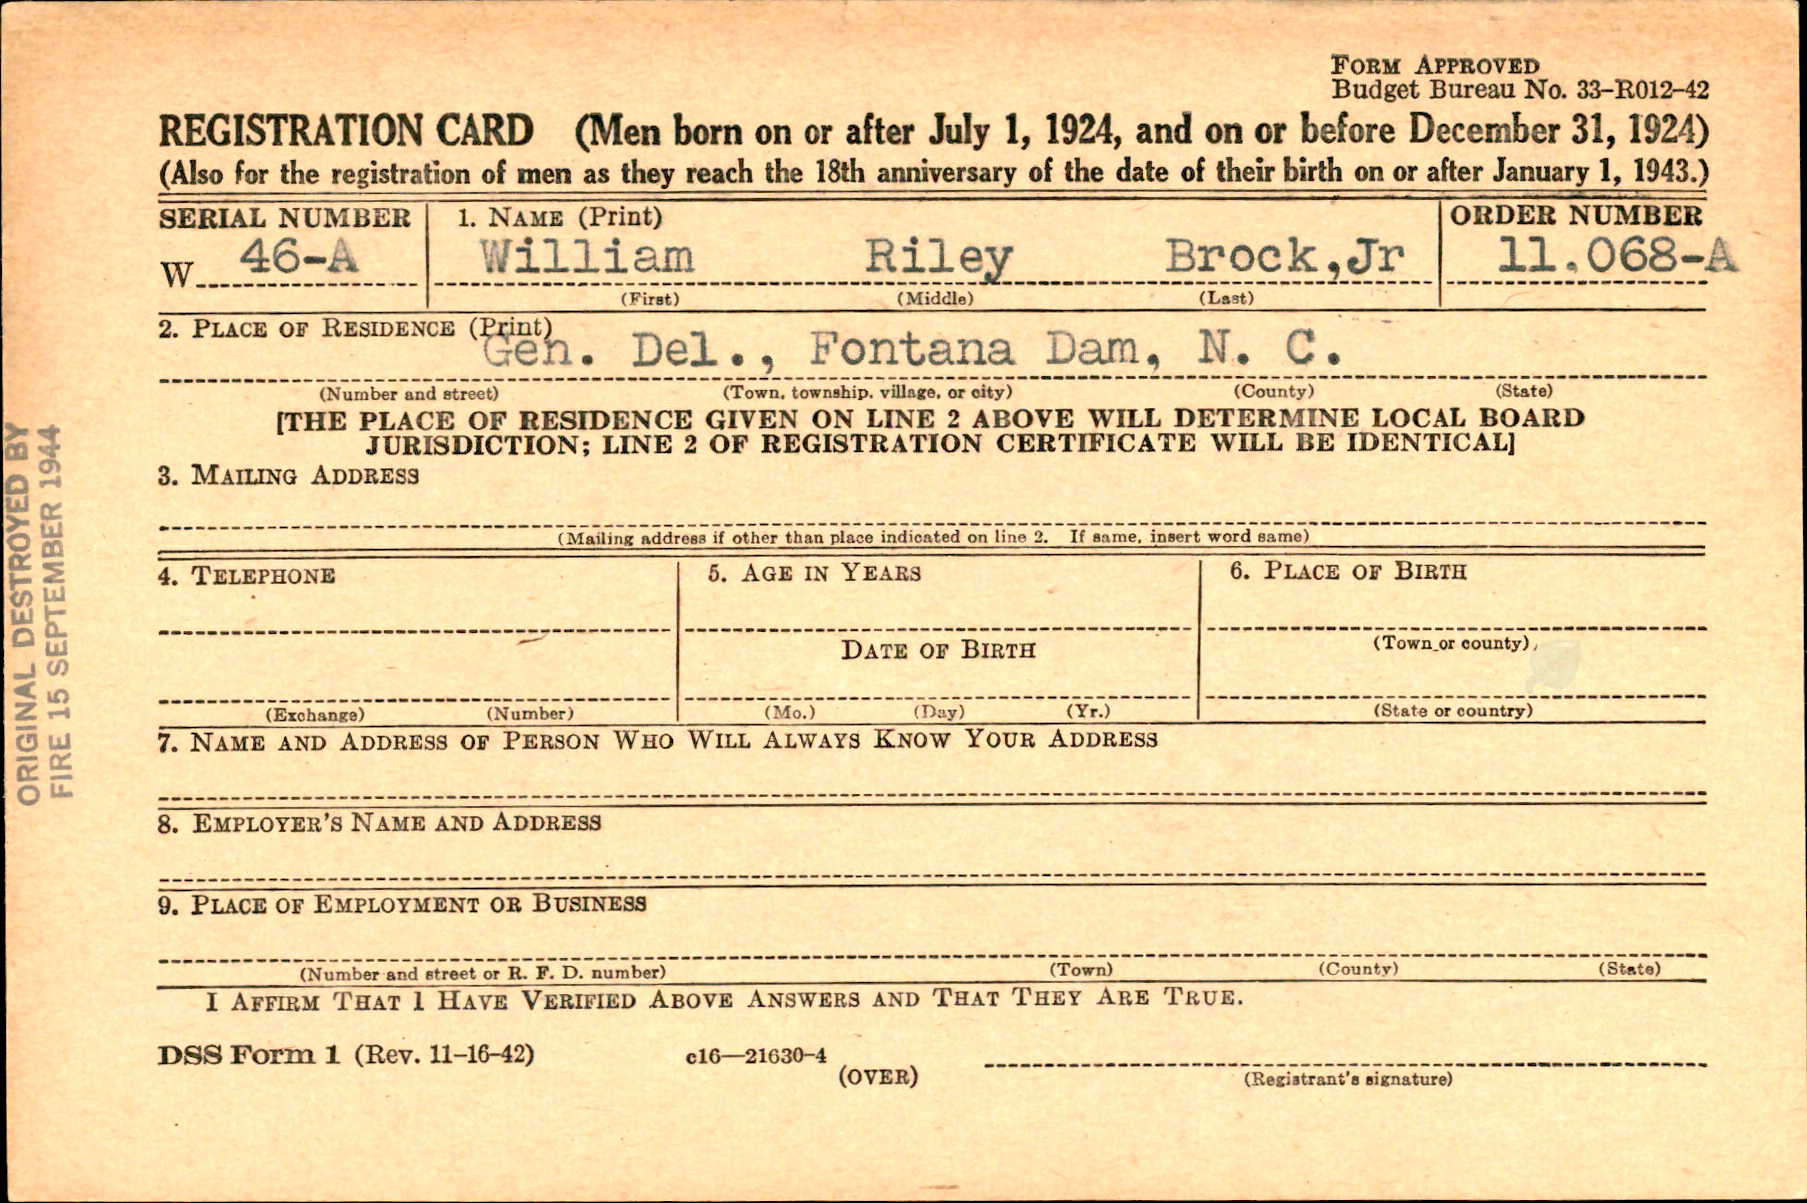 FORM APPROVED
Budget Bureau No. 33-R012-42
REGISTRATION CARD (Men born on or after July 1, 1924, and on or before December 31, 1924)
(Also for the registration of men as they reach the 18th anniversary of the date of their birth on or after January 1, 1943.)
SERIAL NUMBER 1. NAME (Print) ORDER NUMBER
W 46-A William Riley Brock,Jr 11.068-A
(First) (Middle) (Last)
2. PLACE OF RESIDENCE (Print)
Gen. Del., Fontana Dam, N. C.
(Number and street) (Town, township, village, or city) (County) (State)
[THE PLACE OF RESIDENCE GIVEN ON LINE 2 ABOVE WILL DETERMINE LOCAL BOARD
JURISDICTION; LINE 2 OF REGISTRATION CERTIFICATE WILL BE IDENTICAL]
3. MAILING ADDRESS
(Mailing address if other than place indicated on line 2. If same, insert word same)
4. TELEPHONE 5. AGE IN YEARS 6. PLACE OF BIRTH
DATE OF BIRTH (Town or county)
(Exchange) (Number) (Mo.) (Day) (Yr.) (State or country)
7. NAME AND ADDRESS OF PERSON WHO WILL ALWAYS KNOW YOUR ADDRESS
8. EMPLOYER'S NAME AND ADDRESS
9. PLACE OF EMPLOYMENT OR BUSINESS
(Number and street or R. F. D. number) (Town) (County) (State)
I AFFIRM THAT I HAVE VERIFIED ABOVE ANSWERS AND THAT THEY ARE TRUE.
DSS Form 1 (Rev. 11-16-42) c16—21630-4
(OVER)
(Registrant's signature)
ORIGINAL DESTROYED BY
FIRE 15 SEPTEMBER 1944